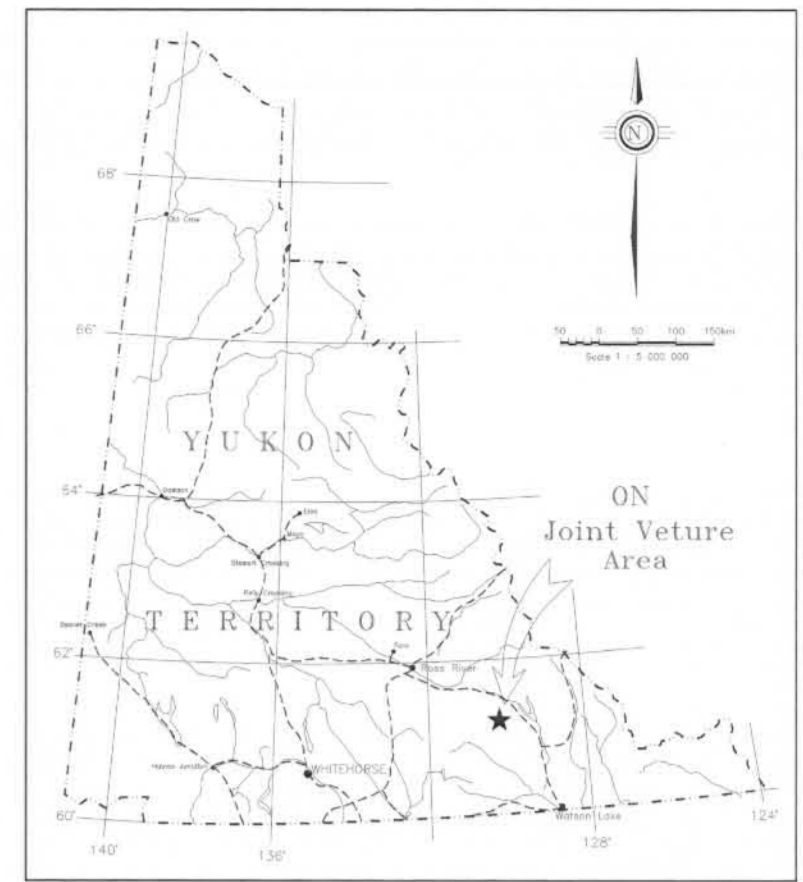 N
68°
Old Crow
66°
50 0 50 100 150kms
Scale 1 : 5 000 000
YUKON
64°
Dawson
ON
Joint Veture
Area
Elsa
Mayo
Stewart Crossing
Pelly Crossing
TERRITORY
Beaver Creek
62°
Faro
Ross River
Haines Junction
WHITEHORSE
60°
Watson Lake
140°
136°
128°
124°